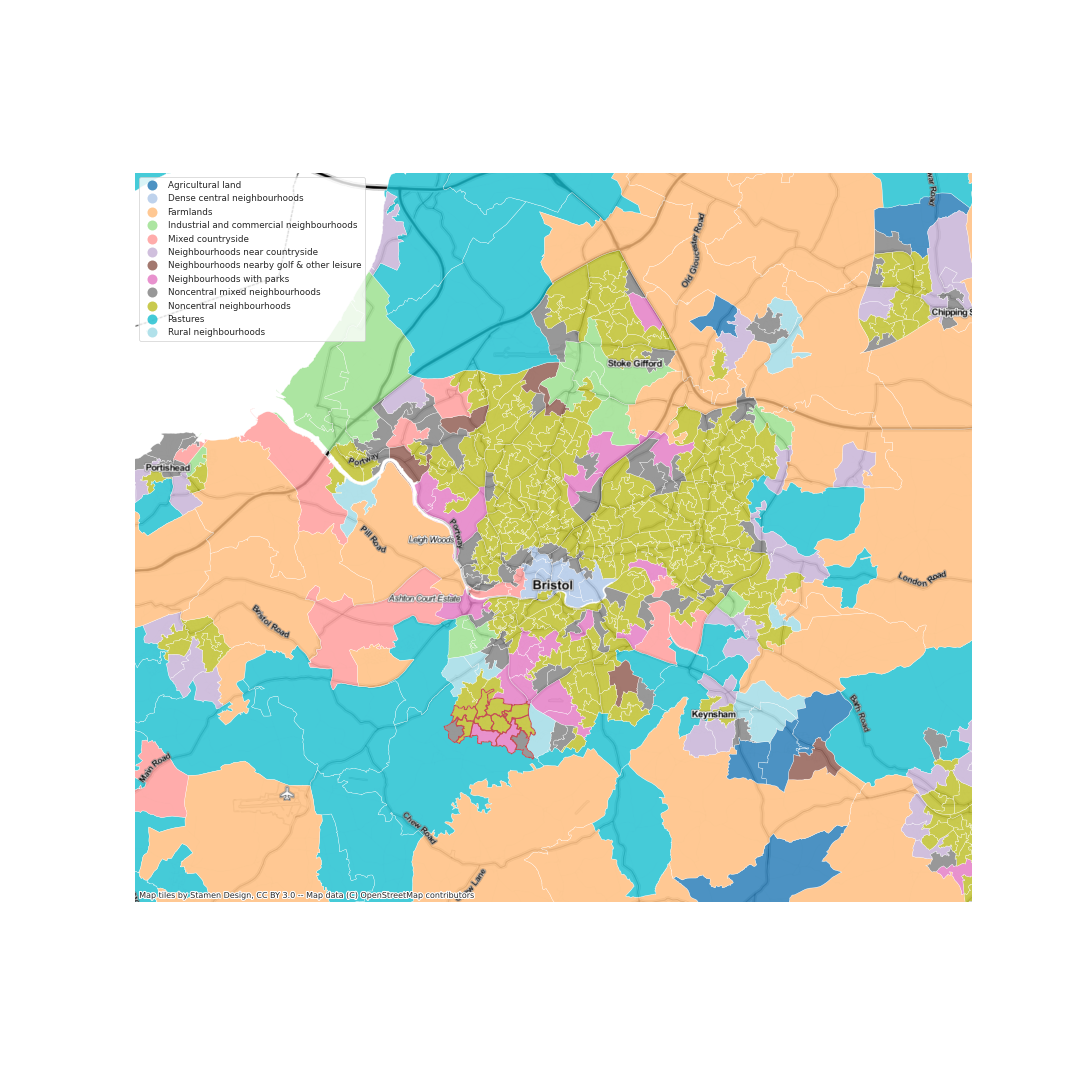 Agricultural land
Dense central neighbourhoods
Farmlands
Industrial and commercial neighbourhoods
Mixed countryside
Neighbourhoods near countryside
Neighbourhoods nearby golf & other leisure
Neighbourhoods with parks
Noncentral mixed neighbourhoods
Noncentral neighbourhoods
Pastures
Rural neighbourhoods
Old Gloucester Road
Chipping S
Stoke Gifford
Portway
Portishead
Portway
Pill Road
Leigh Woods
Bristol
London Road
Ashton Court Estate
Bristol Road
Keynsham
Bath Road
Main Road
Chew Road
Lane
Map tiles by Stamen Design, CC BY 3.0 -- Map data (C) OpenStreetMap contributors